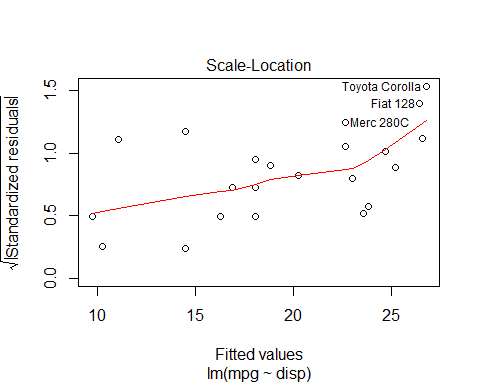 Scale-Location
√|Standardized residuals|
0.0 0.5 1.0 1.5
Toyota Corolla
Fiat 128
Merc 280C
10 15 20 25
Fitted values
lm(mpg ~ disp)